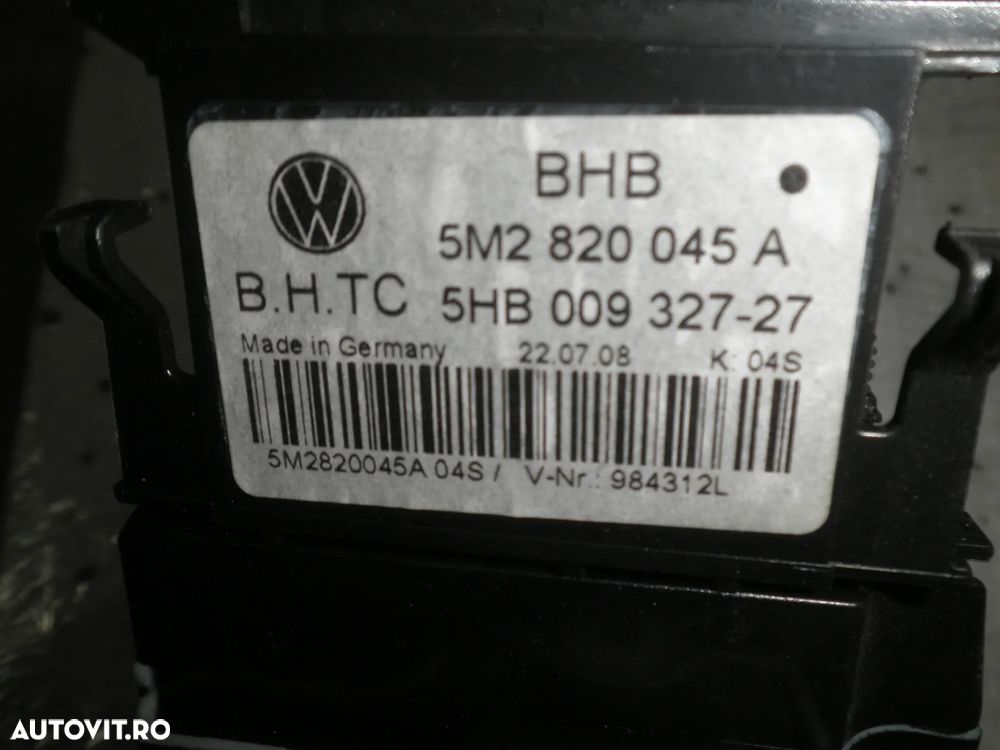 BHB
5M2 820 045 A
B.H.TC 5HB 009 327-27
Made in Germany 22.07.08 K: 04S
5M2820045A 04S / V-Nr.: 984312L
AUTOVIT.RO